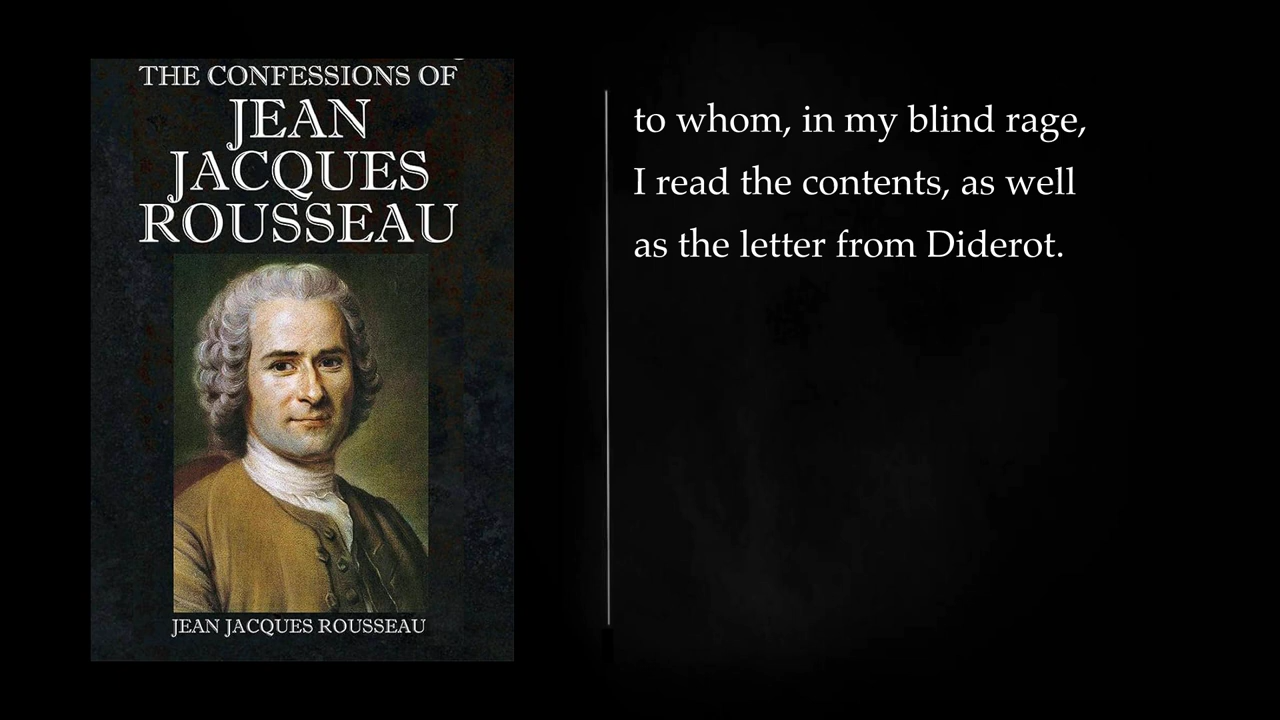 THE CONFESSIONS OF
JEAN
JACQUES
ROUSSEAU
JEAN JACQUES ROUSSEAU
to whom, in my blind rage,
I read the contents, as well
as the letter from Diderot.